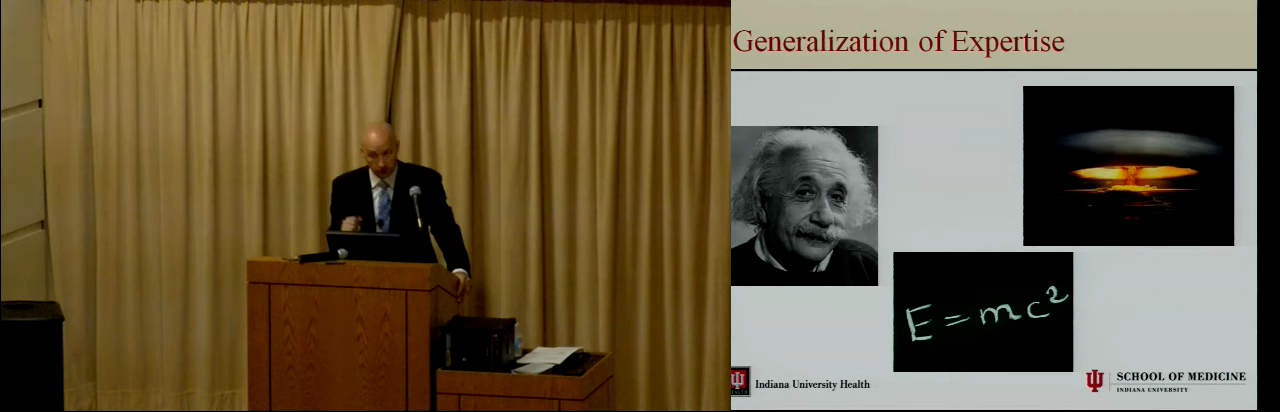 Generalization of Expertise
E = mc²
Indiana University Health
SCHOOL OF MEDICINE
INDIANA UNIVERSITY